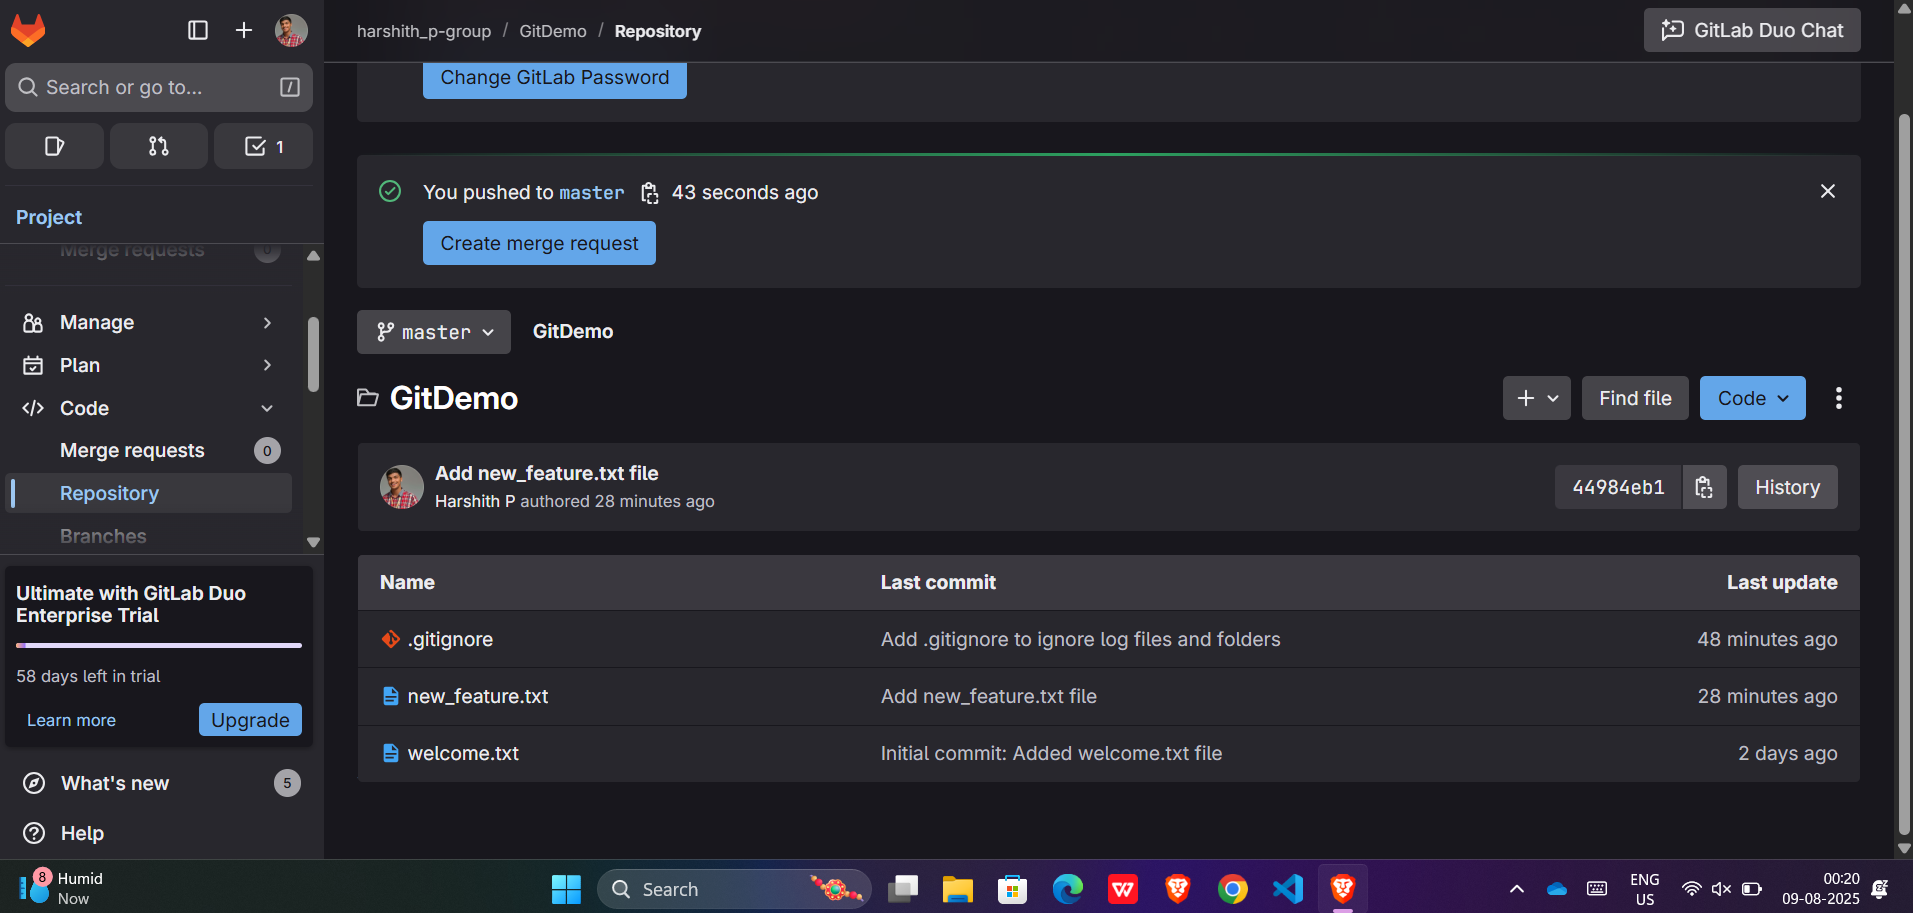 harshith_p-group / GitDemo / Repository
GitLab Duo Chat
Search or go to...
/
1
Project
Merge requests 0
Manage
Plan
Code
Merge requests 0
Repository
Branches
Ultimate with GitLab Duo
Enterprise Trial
58 days left in trial
Learn more
Upgrade
What's new 5
Help
Change GitLab Password
You pushed to master 43 seconds ago
Create merge request
master
GitDemo
GitDemo
Find file
Code
Add new_feature.txt file
Harshith P authored 28 minutes ago
44984eb1
History
Name Last commit Last update
.gitignore Add .gitignore to ignore log files and folders 48 minutes ago
new_feature.txt Add new_feature.txt file 28 minutes ago
welcome.txt Initial commit: Added welcome.txt file 2 days ago
8
Humid
Now
Search
W
ENG
US
00:20
09-08-2025